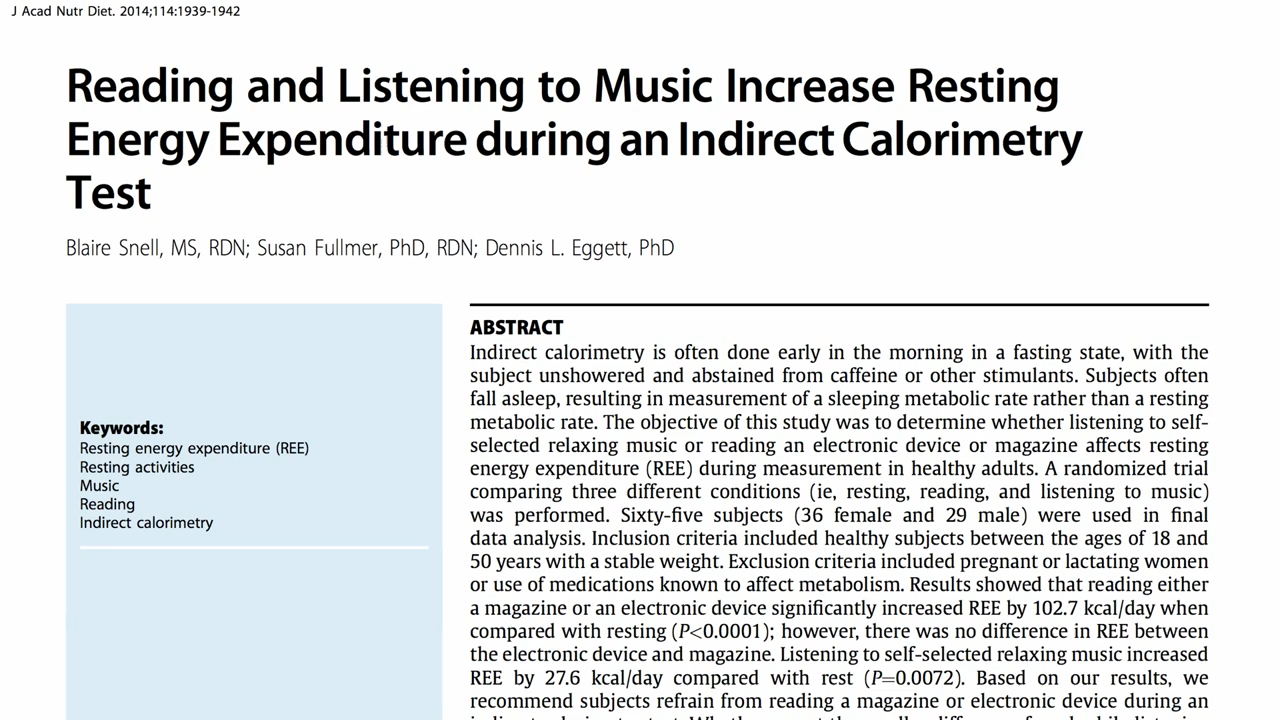 J Acad Nutr Diet. 2014;114:1939-1942
Reading and Listening to Music Increase Resting
Energy Expenditure during an Indirect Calorimetry
Test
Blaire Snell, MS, RDN; Susan Fullmer, PhD, RDN; Dennis L. Eggett, PhD
Keywords:
Resting energy expenditure (REE)
Resting activities
Music
Reading
Indirect calorimetry
ABSTRACT
Indirect calorimetry is often done early in the morning in a fasting state, with the
subject unshowered and abstained from caffeine or other stimulants. Subjects often
fall asleep, resulting in measurement of a sleeping metabolic rate rather than a resting
metabolic rate. The objective of this study was to determine whether listening to self-
selected relaxing music or reading an electronic device or magazine affects resting
energy expenditure (REE) during measurement in healthy adults. A randomized trial
comparing three different conditions (ie, resting, reading, and listening to music)
was performed. Sixty-five subjects (36 female and 29 male) were used in final
data analysis. Inclusion criteria included healthy subjects between the ages of 18 and
50 years with a stable weight. Exclusion criteria included pregnant or lactating women
or use of medications known to affect metabolism. Results showed that reading either
a magazine or an electronic device significantly increased REE by 102.7 kcal/day when
compared with resting (P<0.0001); however, there was no difference in REE between
the electronic device and magazine. Listening to self-selected relaxing music increased
REE by 27.6 kcal/day compared with rest (P=0.0072). Based on our results, we
recommend subjects refrain from reading a magazine or electronic device during an